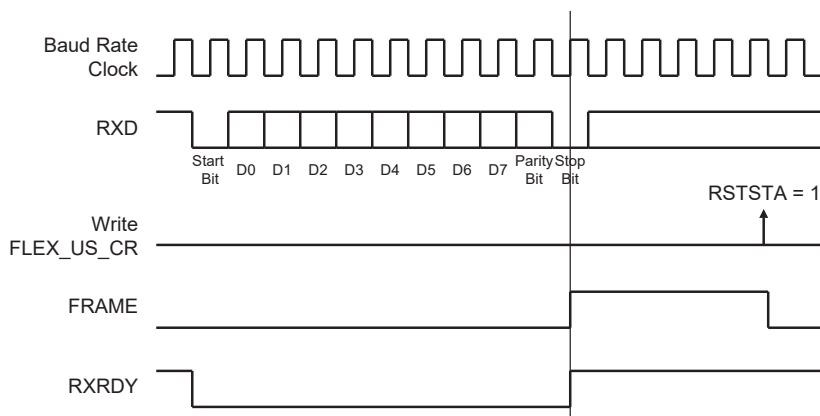 Baud Rate
Clock
RXD
Start
Bit
D0
D1
D2
D3
D4
D5
D6
D7
Parity
Bit
Stop
Bit
RSTSTA = 1
Write
FLEX_US_CR
FRAME
RXRDY